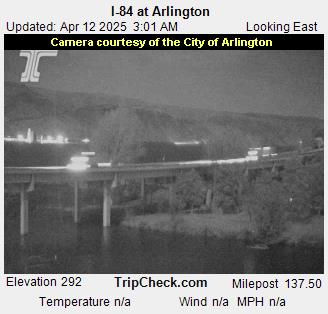 I-84 at Arlington
Updated: Apr 12 2025 3:01 AM Looking East
Camera courtesy of the City of Arlington
Elevation 292 TripCheck.com Milepost 137.50
Temperature n/a Wind n/a MPH n/a